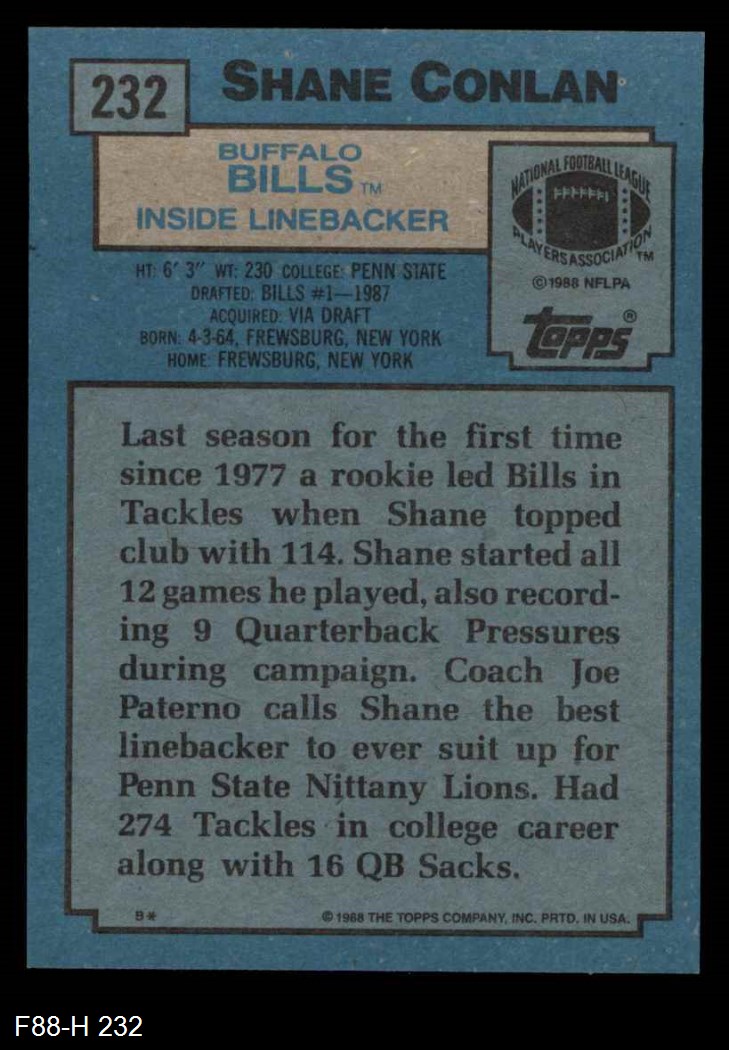 232
SHANE CONLAN
BUFFALO
BILLS TM
INSIDE LINEBACKER
NATIONAL FOOTBALL LEAGUE
PLAYERS ASSOCIATION TM
©1988 NFLPA
Topps ®
HT: 6' 3" WT: 230 COLLEGE: PENN STATE
DRAFTED: BILLS #1—1987
ACQUIRED: VIA DRAFT
BORN: 4-3-64, FREWSBURG, NEW YORK
HOME: FREWSBURG, NEW YORK
Last season for the first time
since 1977 a rookie led Bills in
Tackles when Shane topped
club with 114. Shane started all
12 games he played, also record-
ing 9 Quarterback Pressures
during campaign. Coach Joe
Paterno calls Shane the best
linebacker to ever suit up for
Penn State Nittany Lions. Had
274 Tackles in college career
along with 16 QB Sacks.
B*
© 1988 THE TOPPS COMPANY, INC. PRTD. IN USA.
F88-H 232